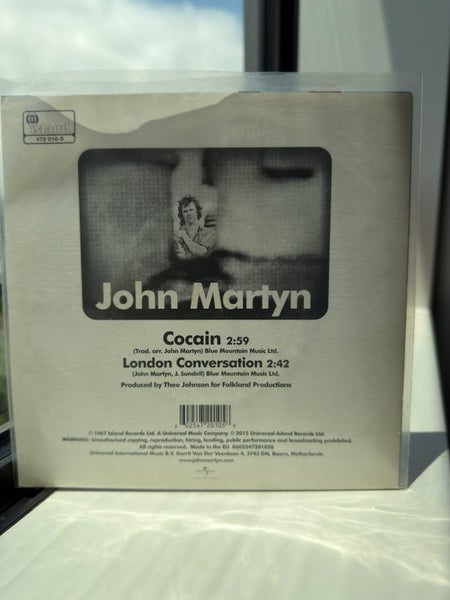 island
472 010-5
John Martyn
Cocain 2:59
(Trad. arr. John Martyn) Blue Mountain Music Ltd.
London Conversation 2:42
(John Martyn, J. Sundell) Blue Mountain Music Ltd.
Produced by Theo Johnson for Folkland Productions
602547201058
℗ 1967 Island Records Ltd. A Universal Music Company © 2015 Universal-Island Records Ltd.
WARNING: Unauthorised copying, reproduction, hiring, lending, public performance and broadcasting prohibited.
All rights reserved. Made in the EU 0602547201058
Universal International Music B.V. Gerrit Van Der Veenlaan 4, 3743 DN, Baarn, Netherlands.
www.johnmartyn.com